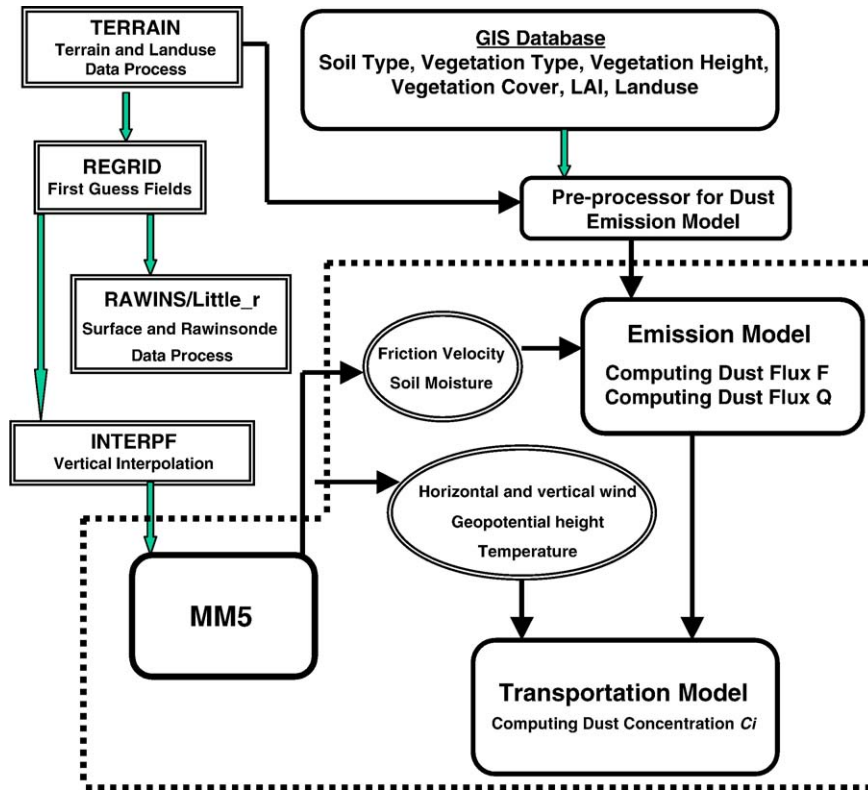 TERRAIN
Terrain and Landuse
Data Process
GIS Database
Soil Type, Vegetation Type, Vegetation Height,
Vegetation Cover, LAI, Landuse
REGRID
First Guess Fields
Pre-processor for Dust
Emission Model
RAWINS/Little_r
Surface and Rawinsonde
Data Process
Friction Velocity
Soil Moisture
Emission Model
Computing Dust Flux F
Computing Dust Flux Q
INTERPF
Vertical Interpolation
Horizontal and vertical wind
Geopotential height
Temperature
MM5
Transportation Model
Computing Dust Concentration Ci